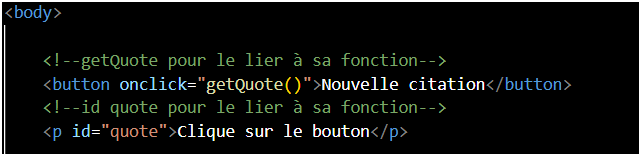 <body>
<!--getQuote pour le lier à sa fonction-->
<button onclick="getQuote()">Nouvelle citation</button>
<!--id quote pour le lier à sa fonction-->
<p id="quote">Clique sur le bouton</p>